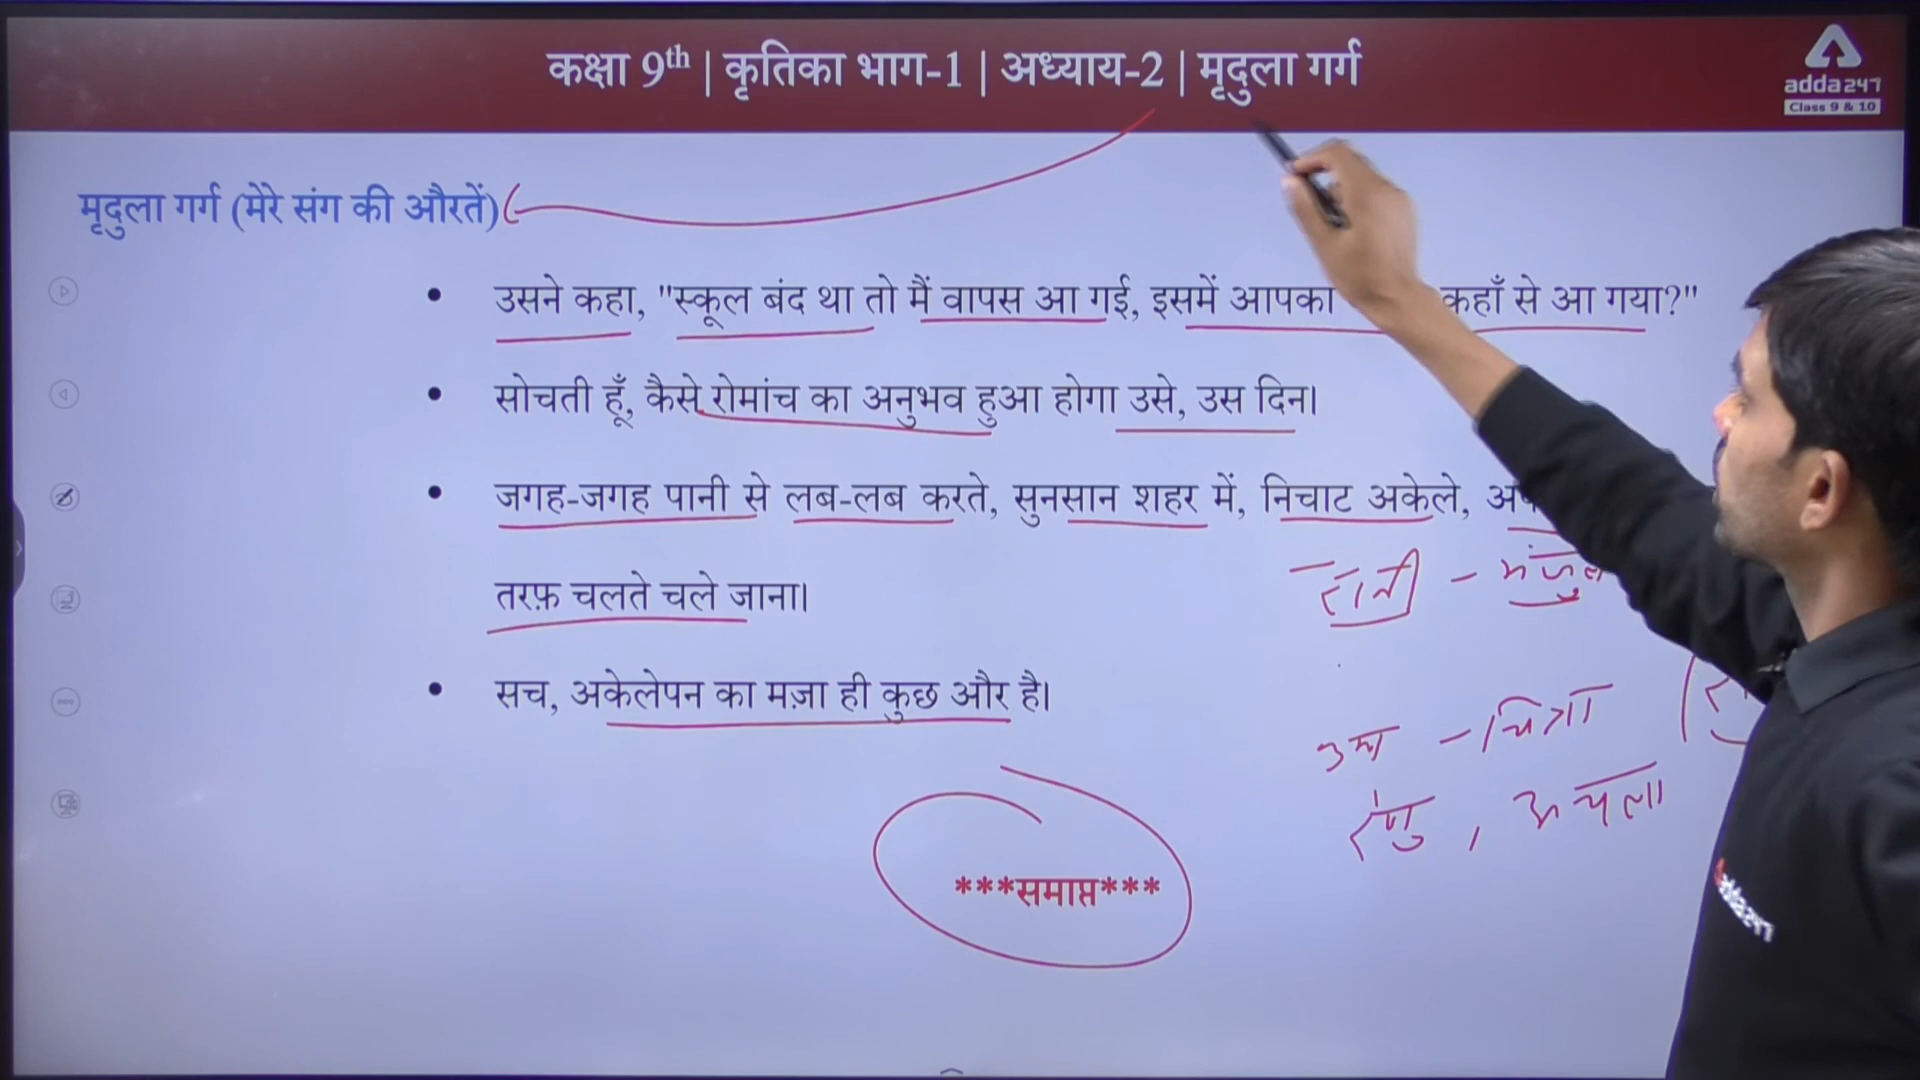 कक्षा 9th | कृतिका भाग-1 | अध्याय-2 | मृदुला गर्ग
adda247
Class 9 & 10
मृदुला गर्ग (मेरे संग की औरतें)
• उसने कहा, "स्कूल बंद था तो मैं वापस आ गई, इसमें आपका कहाँ से आ गया?"
• सोचती हूँ, कैसे रोमांच का अनुभव हुआ होगा उसे, उस दिन।
• जगह-जगह पानी से लब-लब करते, सुनसान शहर में, निचाट अकेले,
तरफ़ चलते चले जाना।
रानी - मंजुल
• सच, अकेलेपन का मज़ा ही कुछ और है।
- चित्रा
रेणु, अचला
***समाप्त***
adda247